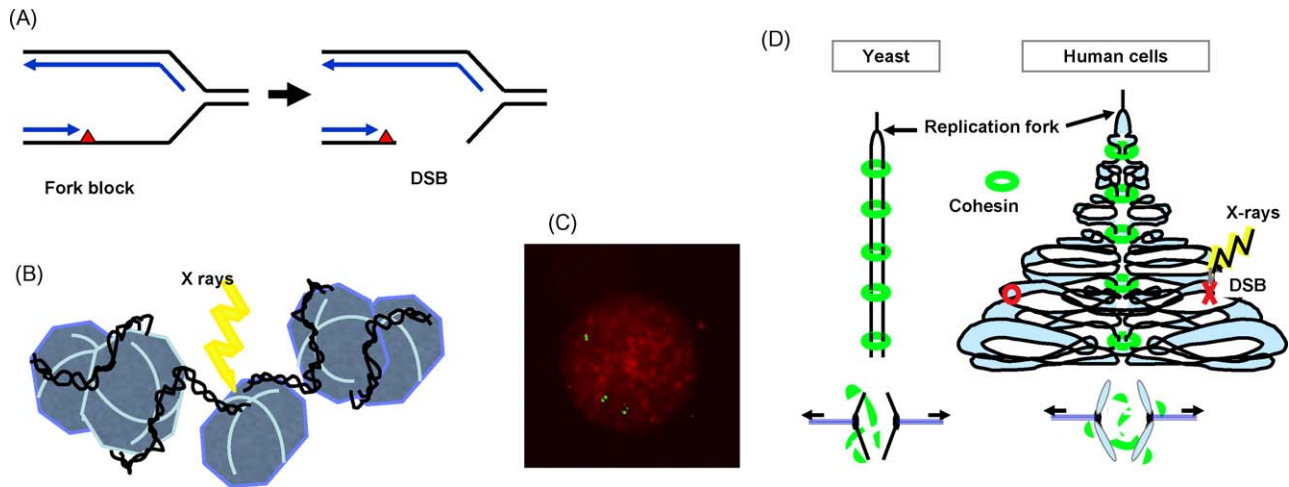 (A)
Fork block
DSB
(B)
X rays
(C)
(D)
Yeast
Human cells
Replication fork
Cohesin
X-rays
DSB